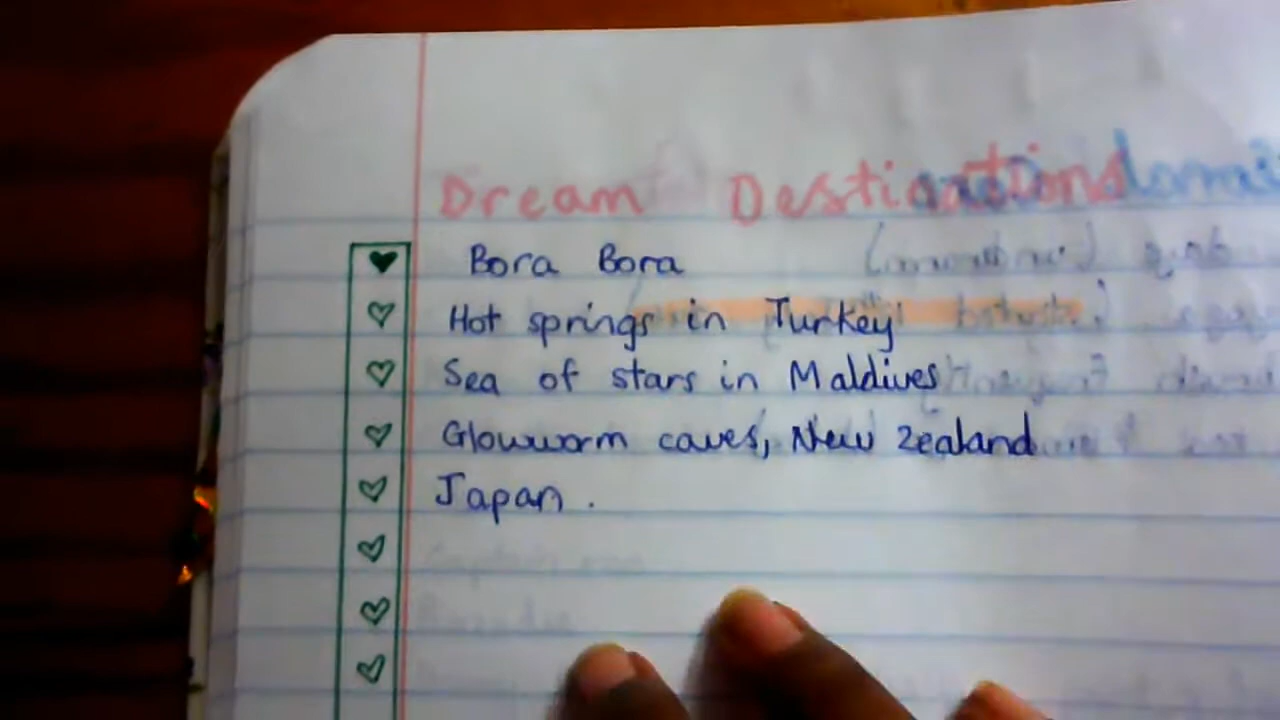 Dream Destinations
Bora Bora
Hot springs in Turkey
Sea of stars in Maldives
Glowworm caves, New Zealand
Japan .